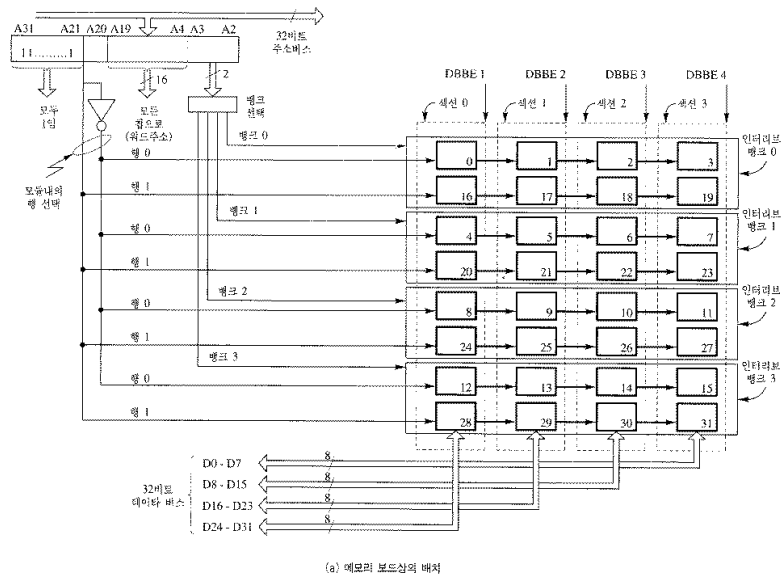 A31 A21 A20 A19 A4 A3 A2
32비트
주소버스
11..........1
16
2
모두
1임
모든
칩으로
(워드주소)
뱅크
선택
모듈내의
행 선택
DBBE 1 DBBE 2 DBBE 3 DBBE 4
섹션 0 섹션 1 섹션 2 섹션 3
뱅크 0
행 0
0 1 2 3
인터리브
뱅크 0
행 1
16 17 18 19
뱅크 1
행 0
4 5 6 7
인터리브
뱅크 1
행 1
20 21 22 23
뱅크 2
행 0
8 9 10 11
인터리브
뱅크 2
행 1
24 25 26 27
뱅크 3
행 0
12 13 14 15
인터리브
뱅크 3
행 1
28 29 30 31
32비트
데이타 버스
D0 - D7 8
D8 - D15 8
D16 - D23 8
D24 - D31 8
(a) 메모리 보드상의 배치